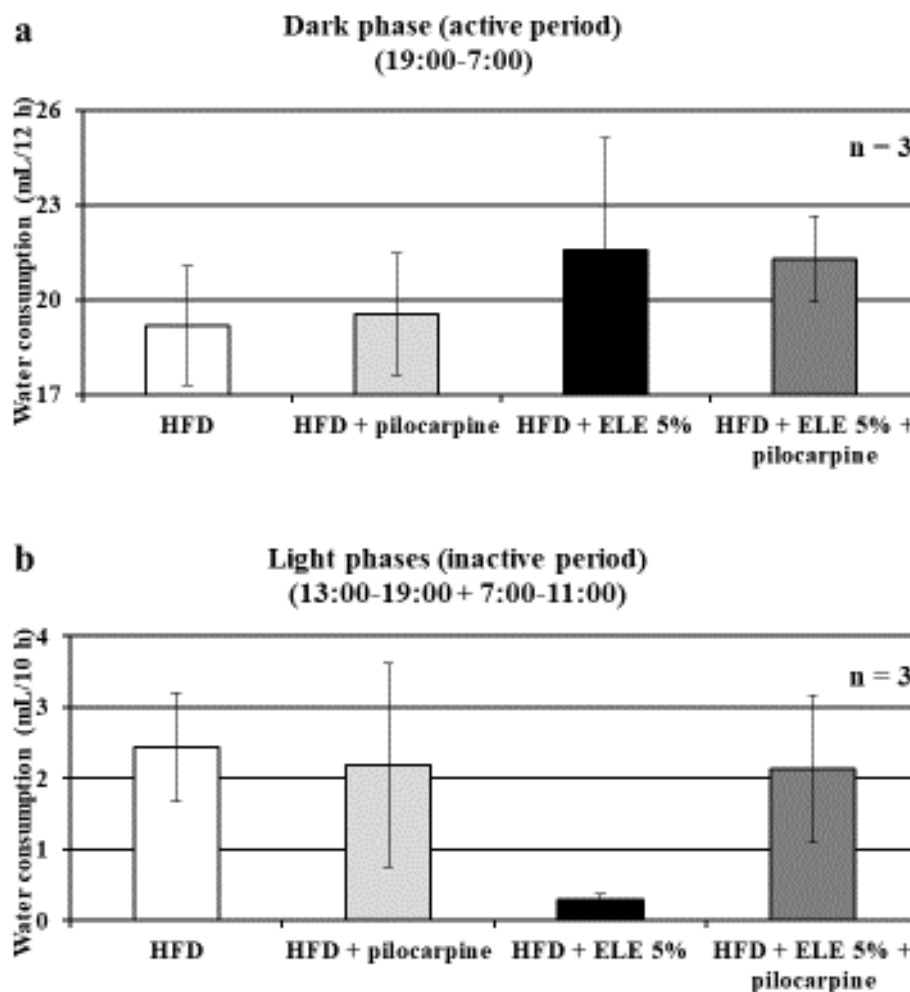 a
Dark phase (active period)
(19:00-7:00)
Water consumption (mL/12 h)
26
23
20
17
n = 3
HFD
HFD + pilocarpine
HFD + ELE 5%
HFD + ELE 5% +
pilocarpine
b
Light phases (inactive period)
(13:00-19:00 + 7:00-11:00)
Water consumption (mL/10 h)
4
3
2
1
0
n = 3
HFD
HFD + pilocarpine
HFD + ELE 5%
HFD + ELE 5% +
pilocarpine